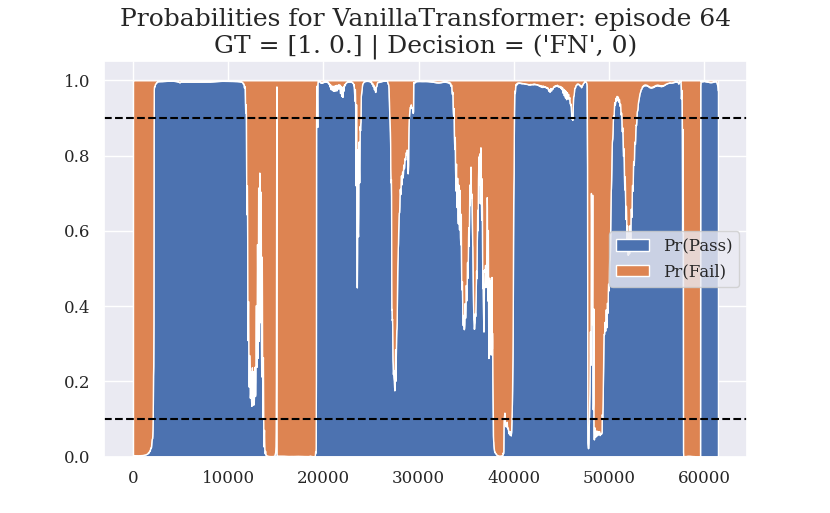 Probabilities for VanillaTransformer: episode 64
GT = [1. 0.] | Decision = ('FN', 0)
1.0
0.8
0.6
0.4
0.2
0.0
Pr(Pass)
Pr(Fail)
0 10000 20000 30000 40000 50000 60000